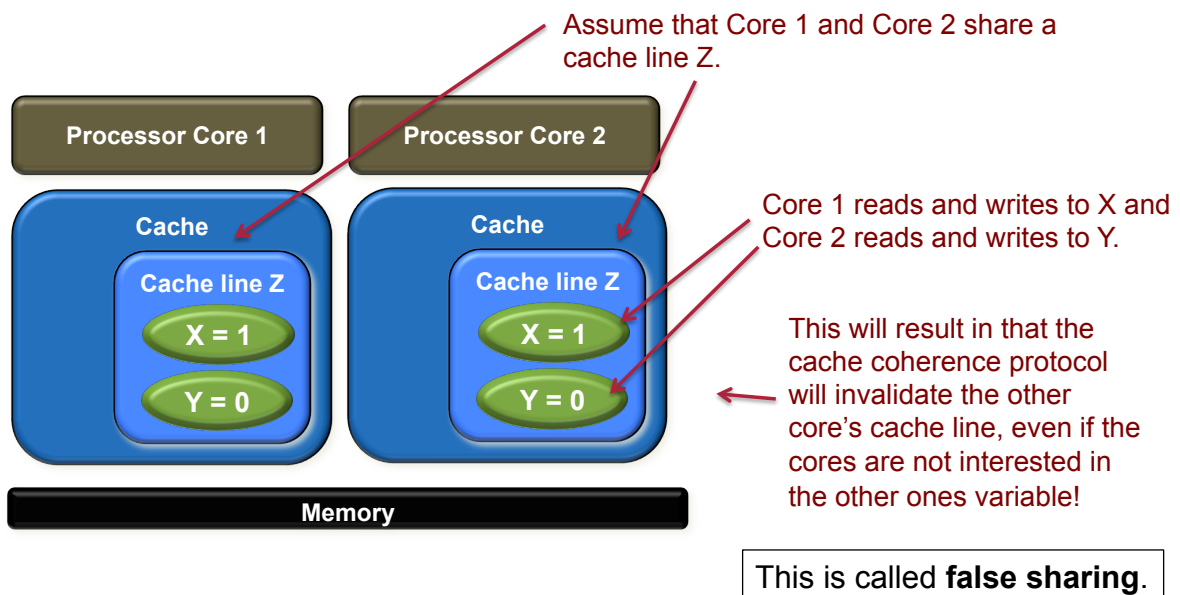 Assume that Core 1 and Core 2 share a
cache line Z.
Processor Core 1
Processor Core 2
Cache
Cache line Z
X = 1
Y = 0
Cache
Cache line Z
X = 1
Y = 0
Core 1 reads and writes to X and
Core 2 reads and writes to Y.
This will result in that the
cache coherence protocol
will invalidate the other
core's cache line, even if the
cores are not interested in
the other ones variable!
Memory
This is called false sharing.